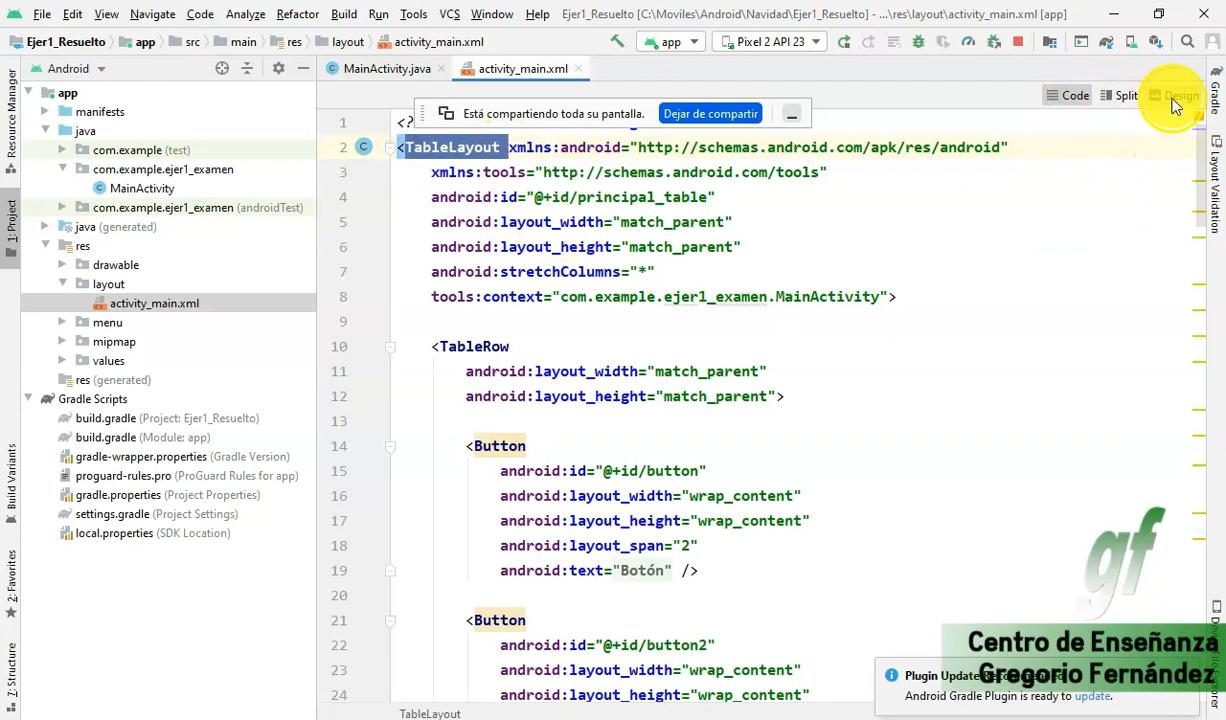 File Edit View Navigate Code Analyze Refactor Build Run Tools VCS Window Help Ejer1_Resuelto [C:\Moviles\Android\Navidad\Ejer1_Resuelto] - ...\res\layout\activity_main.xml [app]
Ejer1_Resuelto app src main res layout activity_main.xml app Pixel 2 API 23
Android
MainActivity.java
activity_main.xml
Code Split Design
Está compartiendo toda su pantalla. Dejar de compartir
app
manifests
java
com.example (test)
com.example.ejer1_examen
MainActivity
com.example.ejer1_examen (androidTest)
java (generated)
res
drawable
layout
activity_main.xml
menu
mipmap
values
res (generated)
Gradle Scripts
build.gradle (Project: Ejer1_Resuelto)
build.gradle (Module: app)
gradle-wrapper.properties (Gradle Version)
proguard-rules.pro (ProGuard Rules for app)
gradle.properties (Project Properties)
settings.gradle (Project Settings)
local.properties (SDK Location)
Resource Manager
1: Project
Build Variants
2: Favorites
7: Structure
1 <?
2 <TableLayout xmlns:android="http://schemas.android.com/apk/res/android"
3 xmlns:tools="http://schemas.android.com/tools"
4 android:id="@+id/principal_table"
5 android:layout_width="match_parent"
6 android:layout_height="match_parent"
7 android:stretchColumns="*"
8 tools:context="com.example.ejer1_examen.MainActivity">
9
10 <TableRow
11 android:layout_width="match_parent"
12 android:layout_height="match_parent">
13
14 <Button
15 android:id="@+id/button"
16 android:layout_width="wrap_content"
17 android:layout_height="wrap_content"
18 android:layout_span="2"
19 android:text="Botón" />
20
21 <Button
22 android:id="@+id/button2"
23 android:layout_width="wrap_content"
24 android:layout_height="wrap_content"
TableLayout
Gradle
Layout Validation
gf
Centro de Enseñanza
Gregorio Fernández
Plugin Update
Android Gradle Plugin is ready to update.